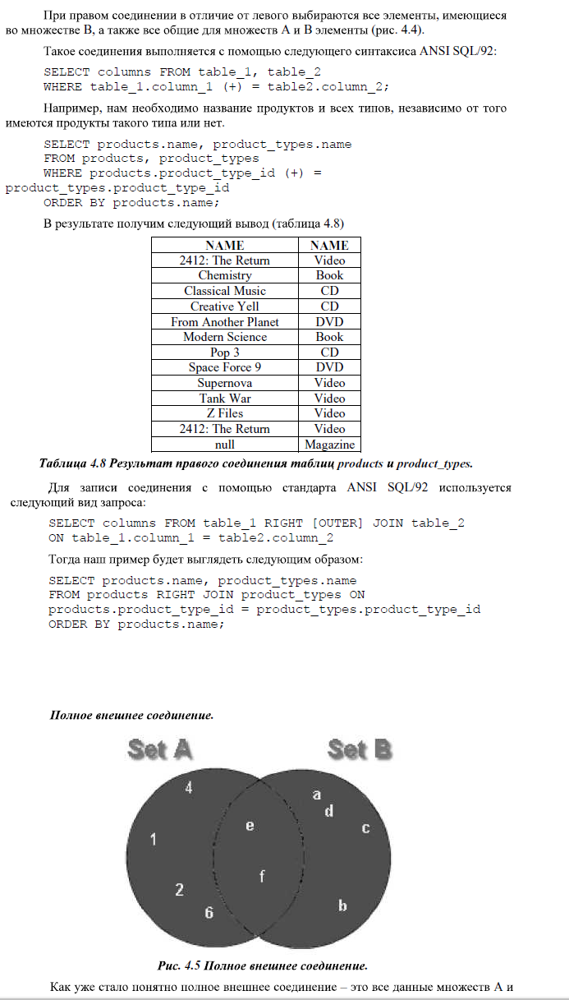 При правом соединении в отличие от левого выбираются все элементы, имеющиеся
во множестве B, а также все общие для множеств A и B элементы (рис. 4.4).
Такое соединения выполняется с помощью следующего синтаксиса ANSI SQL/92:
SELECT columns FROM table_1, table_2
WHERE table_1.column_1 (+) = table2.column_2;
Например, нам необходимо название продуктов и всех типов, независимо от того
имеются продукты такого типа или нет.
SELECT products.name, product_types.name
FROM products, product_types
WHERE products.product_type_id (+) =
product_types.product_type_id
ORDER BY products.name;
В результате получим следующий вывод (таблица 4.8)
NAME NAME
2412: The Return Video
Chemistry Book
Classical Music CD
Creative Yell CD
From Another Planet DVD
Modern Science Book
Pop 3 CD
Space Force 9 DVD
Supernova Video
Tank War Video
Z Files Video
2412: The Return Video
null Magazine
Таблица 4.8 Результат правого соединения таблиц products и product_types.
Для записи соединения с помощью стандарта ANSI SQL/92 используется
следующий вид запроса:
SELECT columns FROM table_1 RIGHT [OUTER] JOIN table_2
ON table_1.column_1 = table2.column_2
Тогда наш пример будет выглядеть следующим образом:
SELECT products.name, product_types.name
FROM products RIGHT JOIN product_types ON
products.product_type_id = product_types.product_type_id
ORDER BY products.name;
Полное внешнее соединение.
Set A Set B
4
a
d
e
c
1
f
2
b
6
Рис. 4.5 Полное внешнее соединение.
Как уже стало понятно полное внешнее соединение – это все данные множеств A и